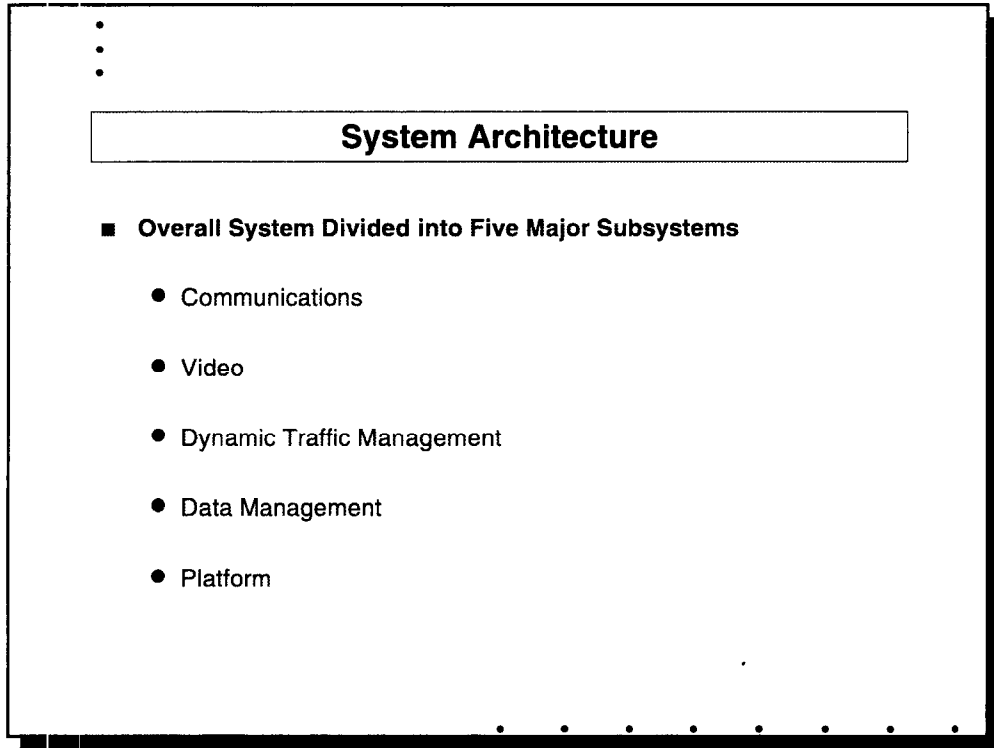 System Architecture
■ Overall System Divided into Five Major Subsystems
● Communications
● Video
● Dynamic Traffic Management
● Data Management
● Platform